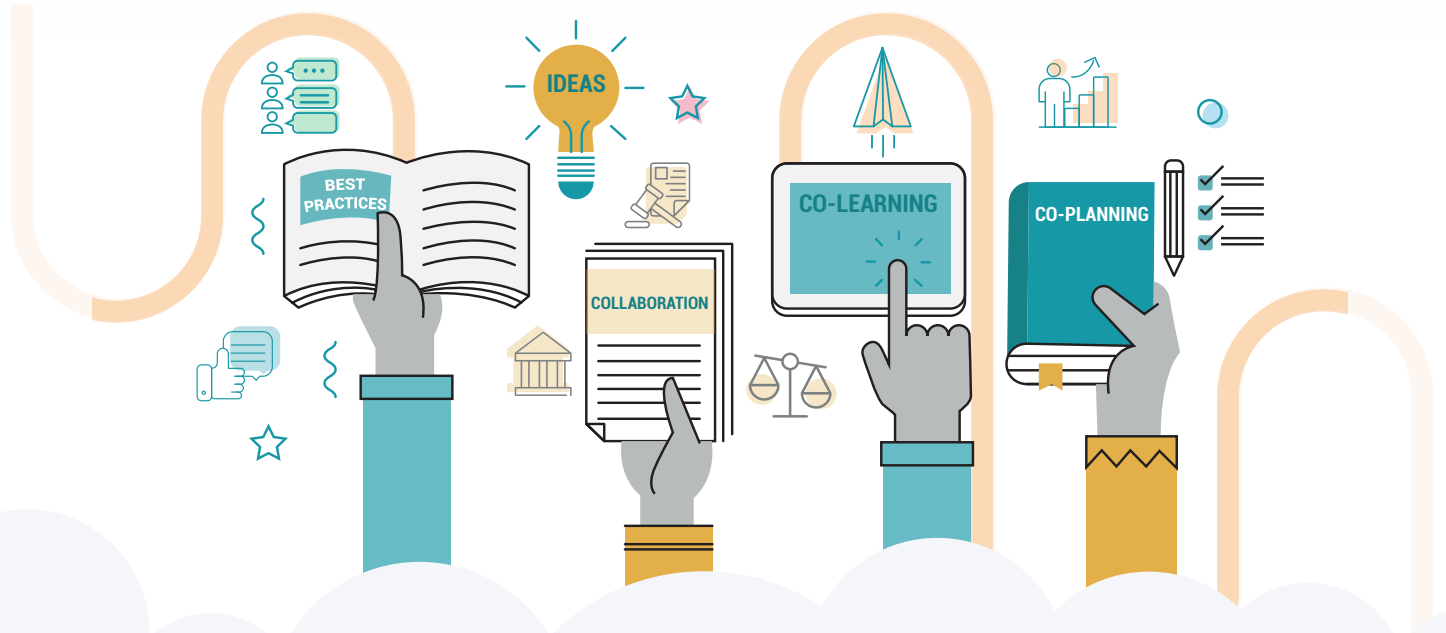 IDEAS
BEST
PRACTICES
CO-LEARNING
CO-PLANNING
COLLABORATION